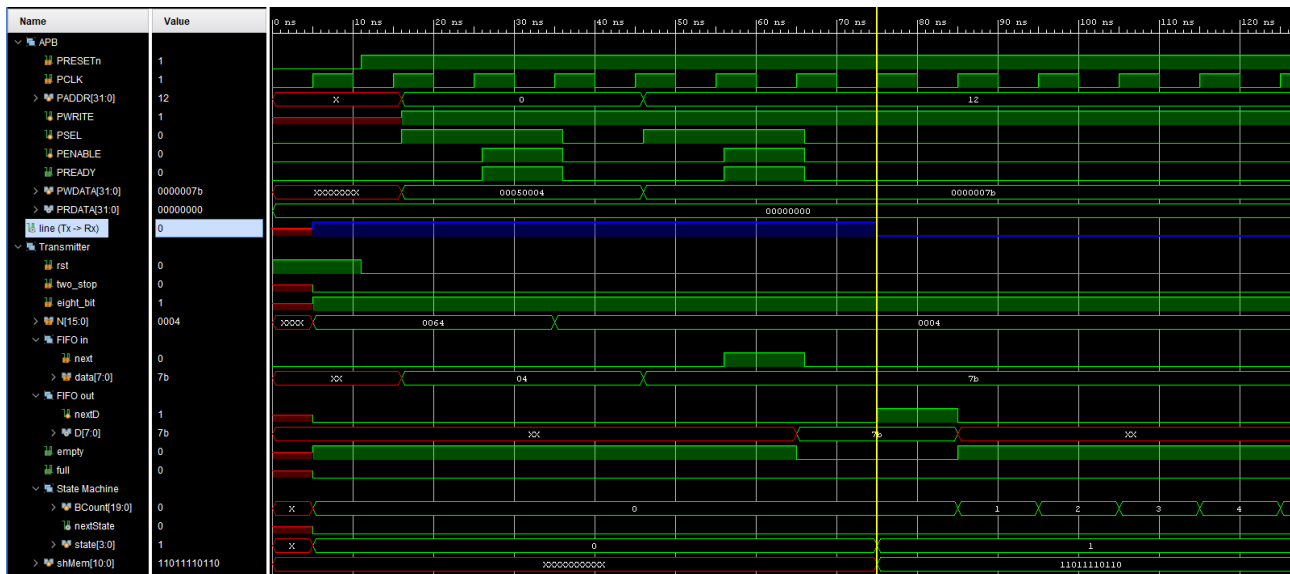 Name Value 0 ns 10 ns 20 ns 30 ns 40 ns 50 ns 60 ns 70 ns 80 ns 90 ns 100 ns 110 ns 120 ns
APB
PRESETn 1
PCLK 1
PADDR[31:0] 12 X 0 12
PWRITE 1
PSEL 0
PENABLE 0
PREADY 0
PWDATA[31:0] 0000007b XXXXXXXX 00050004 0000007b
PRDATA[31:0] 00000000 00000000
line (Tx -> Rx) 0
Transmitter
rst 0
two_stop 0
eight_bit 1
N[15:0] 0004 XXXX 0064 0004
FIFO in
next 0
data[7:0] 7b XX 04 7b
FIFO out
nextD 1
D[7:0] 7b XX 7b XX
empty 0
full 0
State Machine
BCount[19:0] 0 X 0 1 2 3 4
nextState 0
state[3:0] 1 X 0 1
shMem[10:0] 11011110110 XXXXXXXXXXX 11011110110